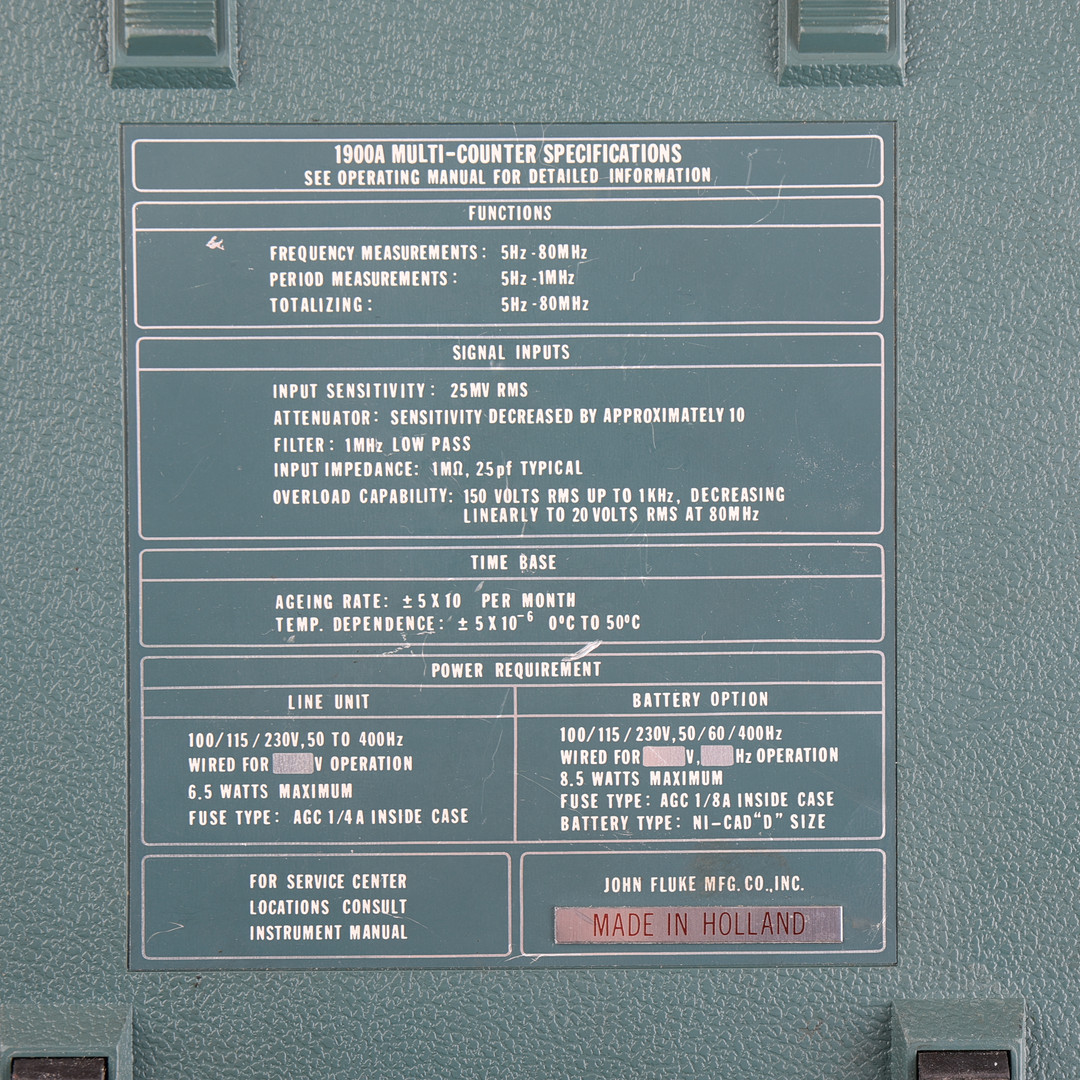 1900A MULTI-COUNTER SPECIFICATIONS
SEE OPERATING MANUAL FOR DETAILED INFORMATION
FUNCTIONS
FREQUENCY MEASUREMENTS: 5Hz-80MHz
PERIOD MEASUREMENTS: 5Hz-1MHz
TOTALIZING: 5Hz-80MHz
SIGNAL INPUTS
INPUT SENSITIVITY: 25MV RMS
ATTENUATOR: SENSITIVITY DECREASED BY APPROXIMATELY 10
FILTER: 1MHz LOW PASS
INPUT IMPEDANCE: 1MΩ, 25pf TYPICAL
OVERLOAD CAPABILITY: 150 VOLTS RMS UP TO 1KHz, DECREASING
LINEARLY TO 20 VOLTS RMS AT 80MHz
TIME BASE
AGEING RATE: ±5X10 PER MONTH
TEMP. DEPENDENCE: ±5X10⁻⁶ 0°C TO 50°C
POWER REQUIREMENT
LINE UNIT
100/115/230V,50 TO 400Hz
WIRED FOR V OPERATION
6.5 WATTS MAXIMUM
FUSE TYPE: AGC 1/4A INSIDE CASE
BATTERY OPTION
100/115/230V,50/60/400Hz
WIRED FOR V, Hz OPERATION
8.5 WATTS MAXIMUM
FUSE TYPE: AGC 1/8A INSIDE CASE
BATTERY TYPE: NI-CAD "D" SIZE
FOR SERVICE CENTER
LOCATIONS CONSULT
INSTRUMENT MANUAL
JOHN FLUKE MFG. CO., INC.
MADE IN HOLLAND